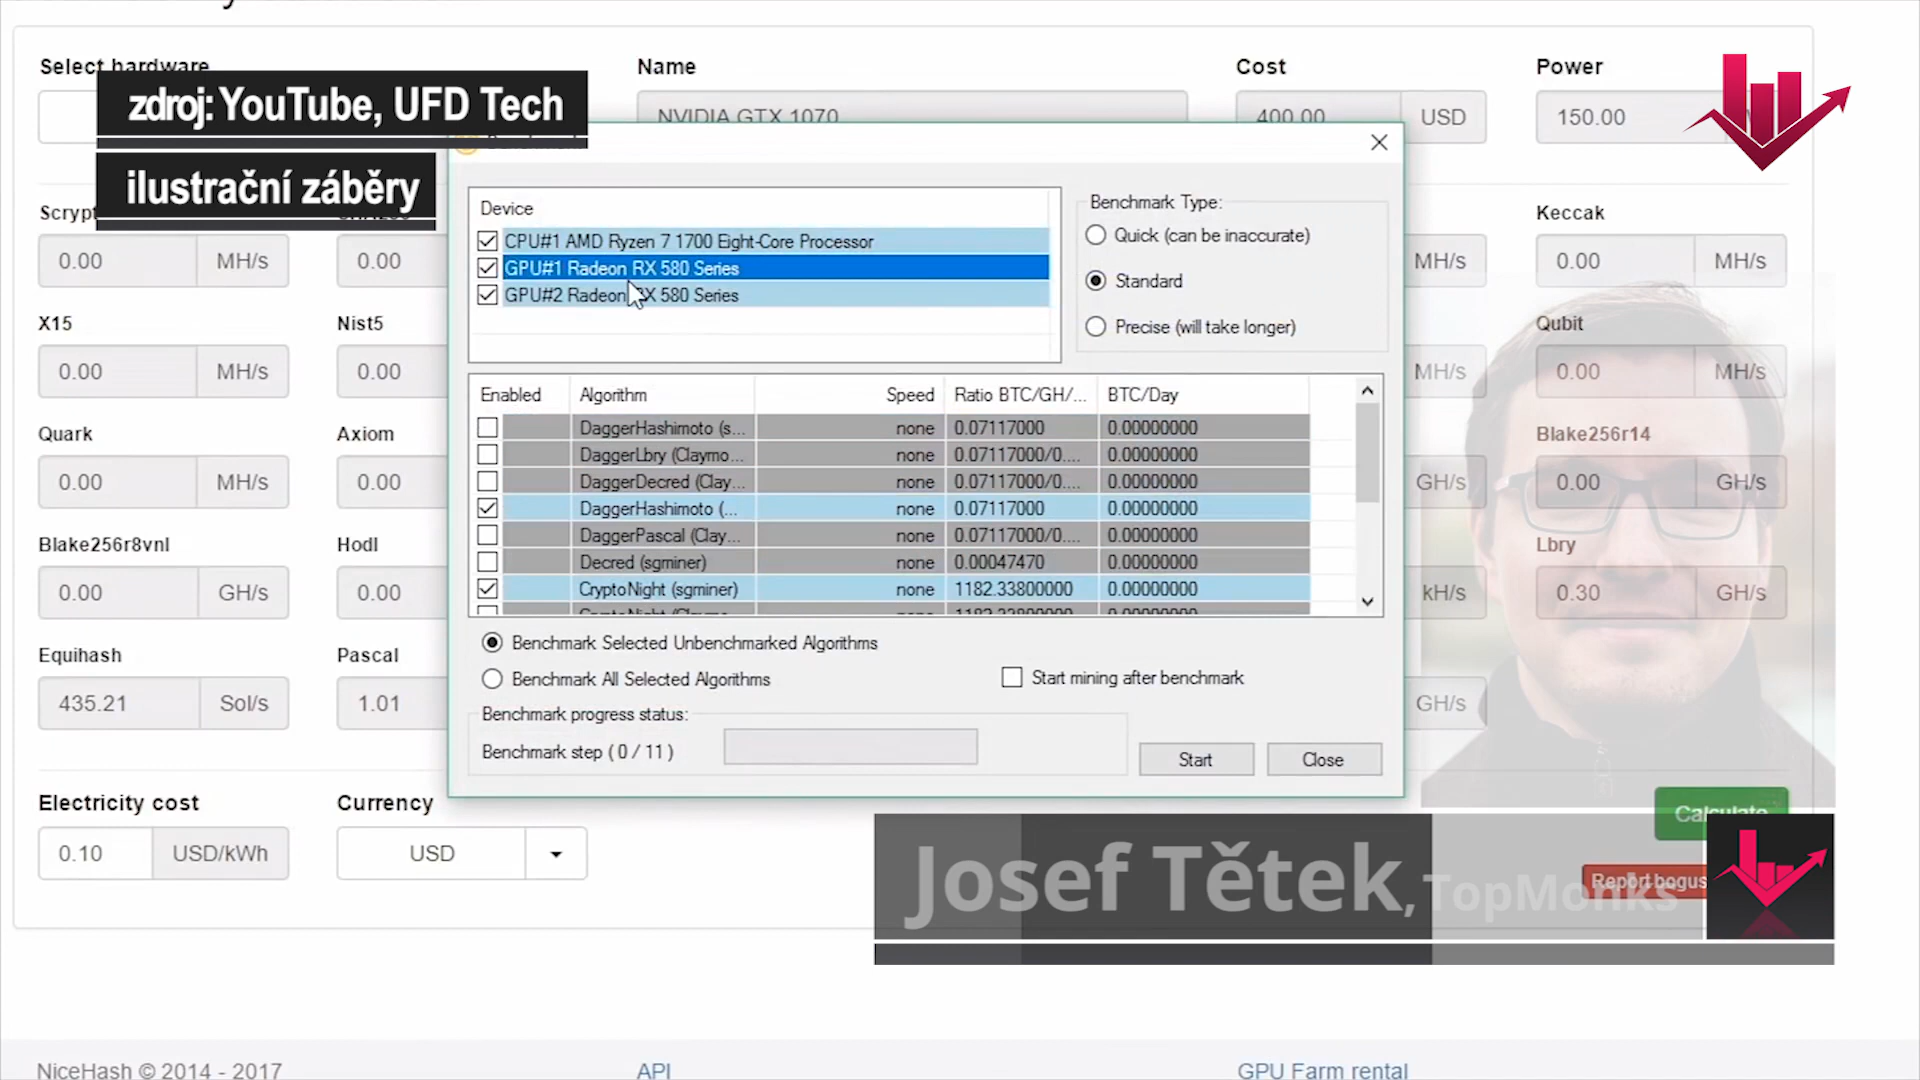 Select hardware
Name
Cost
Power
zdroj: YouTube, UFD Tech
NVIDIA GTX 1070
400.00
USD
150.00
ilustrační záběry
Device
Benchmark Type:
CPU#1 AMD Ryzen 7 1700 Eight-Core Processor
Quick (can be inaccurate)
GPU#1 Radeon RX 580 Series
Standard
GPU#2 Radeon RX 580 Series
Precise (will take longer)
Keccak
0.00 MH/s
0.00
MH/s
0.00 MH/s
X15
Nist5
Qubit
0.00 MH/s
0.00
MH/s
0.00 MH/s
Enabled Algorithm Speed Ratio BTC/GH/... BTC/Day
DaggerHashimoto (s... none 0.07117000 0.00000000
DaggerLbry (Claymo... none 0.07117000/0.... 0.00000000
DaggerDecred (Clay... none 0.07117000/0.... 0.00000000
DaggerHashimoto (... none 0.07117000 0.00000000
DaggerPascal (Clay... none 0.07117000/0.... 0.00000000
Decred (sgminer) none 0.00047470 0.00000000
CryptoNight (sgminer) none 1182.33800000 0.00000000
Quark
Axiom
Blake256r14
0.00 MH/s
0.00
GH/s
0.00 GH/s
Blake256r8vnl
Hodl
Lbry
0.00 GH/s
0.00
kH/s
0.30 GH/s
Benchmark Selected Unbenchmarked Algorithms
Benchmark All Selected Algorithms
Start mining after benchmark
Equihash
Pascal
435.21 Sol/s
1.01
GH/s
Benchmark progress status:
Benchmark step ( 0 / 11 )
Start
Close
Electricity cost
Currency
Calculate
0.10 USD/kWh
USD
Josef Tětek, TopMonks
Report bogus
NiceHash © 2014 - 2017
API
GPU Farm rental